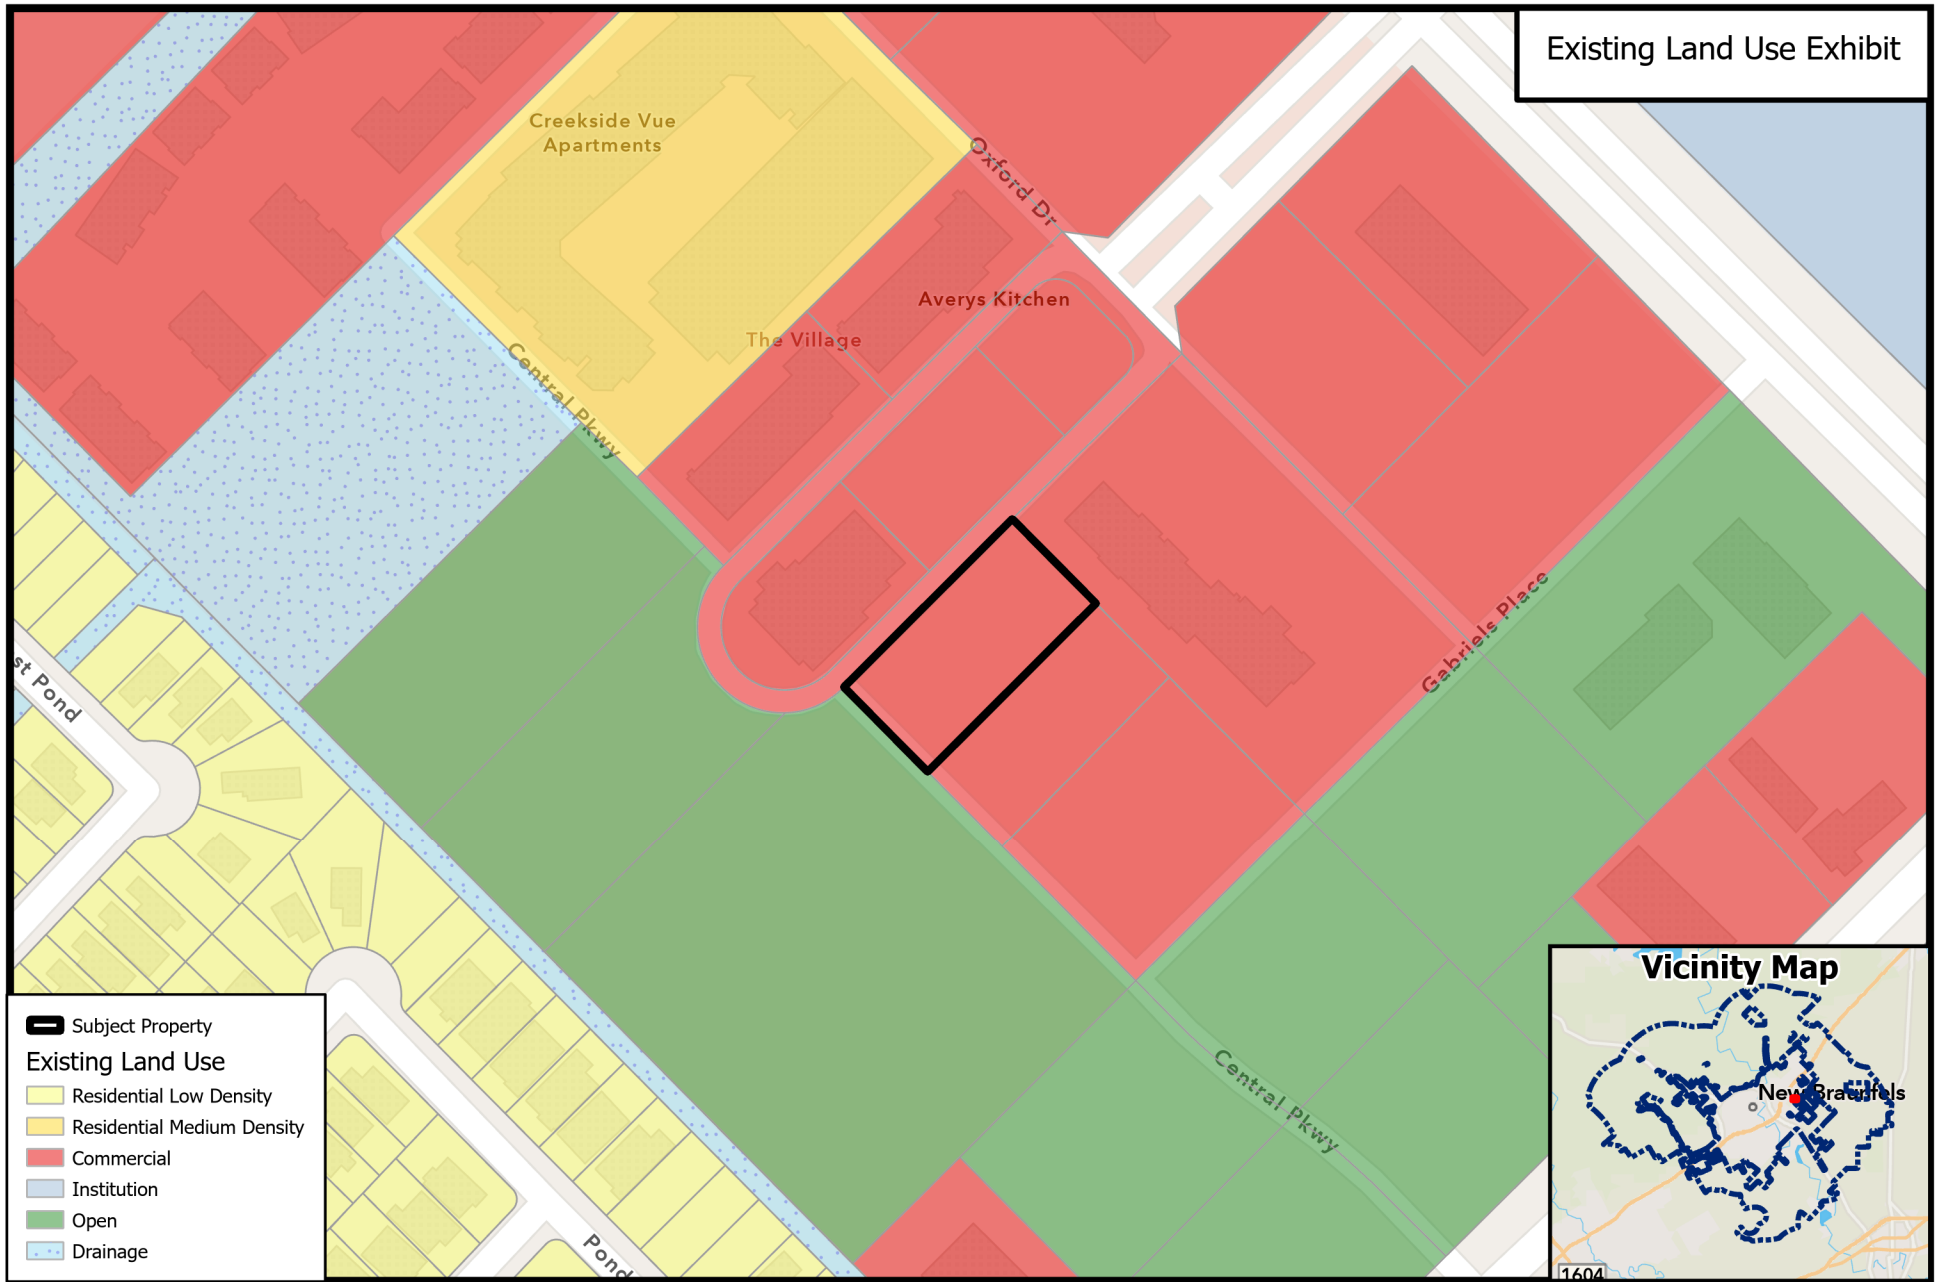 Existing Land Use Exhibit
Creekside Vue
Apartments
Oxford Dr
Averys Kitchen
The Village
Central Pkwy
Gabriels Place
st Pond
Central Pkwy
Pond
Subject Property
Existing Land Use
Residential Low Density
Residential Medium Density
Commercial
Institution
Open
Drainage
Vicinity Map
New Braunfels
1604